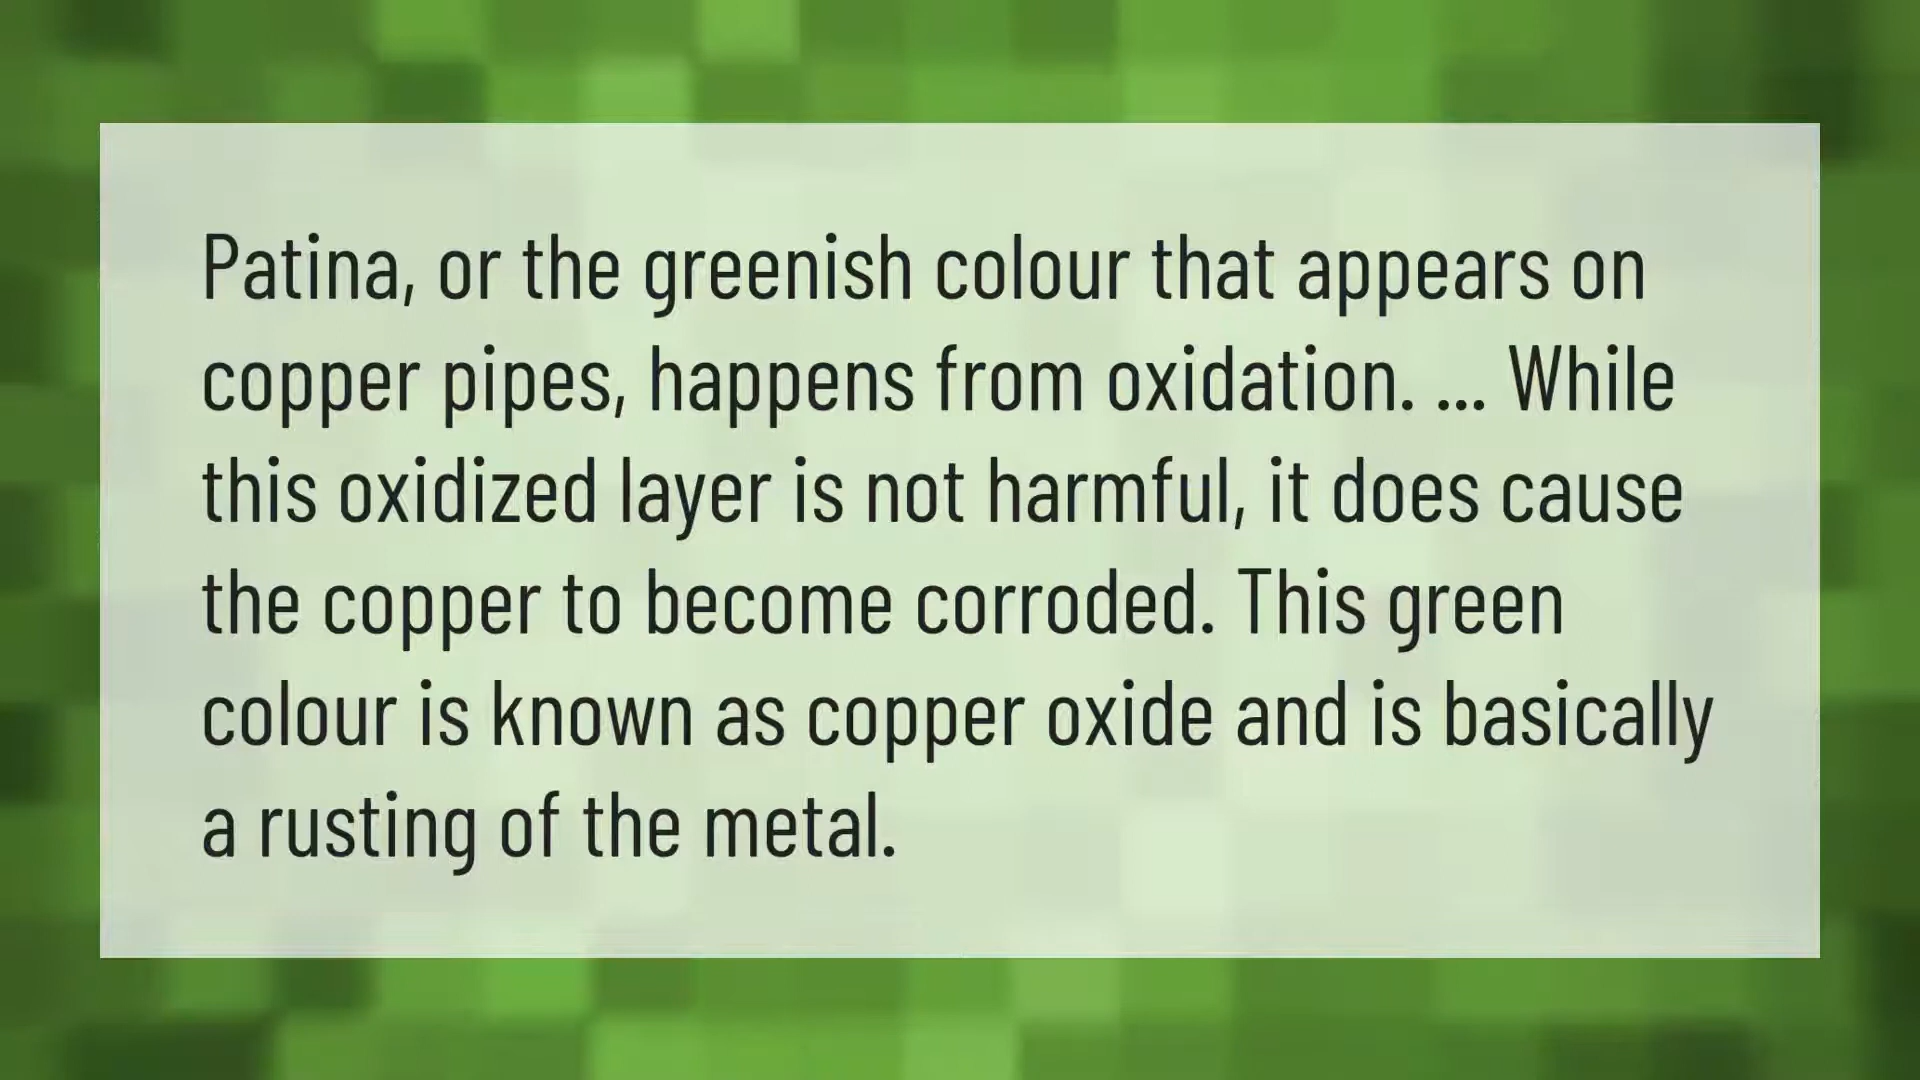 Patina, or the greenish colour that appears on
copper pipes, happens from oxidation. ... While
this oxidized layer is not harmful, it does cause
the copper to become corroded. This green
colour is known as copper oxide and is basically
a rusting of the metal.